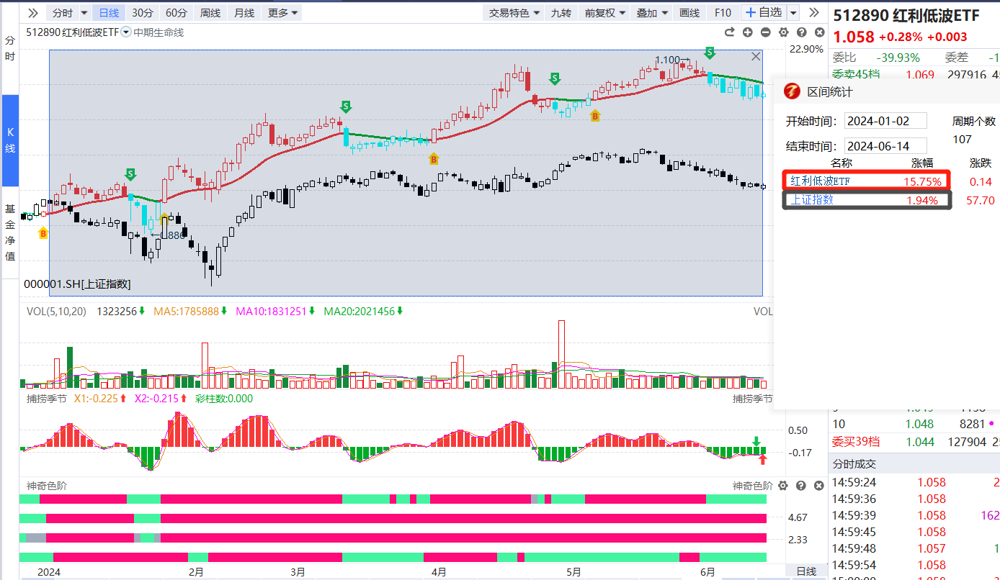 分时 日线 30分 60分 周线 月线 更多 交易特色 九转 前复权 叠加 画线 F10 自选
512890 红利低波ETF
512890 红利低波ETF 中期生命线
1.058 +0.28% +0.003
22.90%
委比 -39.93% 委差 -1
委卖45档 1.069 297916
分时
K线
基金净值
1.100→
S
S
S
S
B
B
B
←0.886
000001.SH[上证指数]
区间统计
开始时间: 2024-01-02 周期个数
107
结束时间: 2024-06-14
名称 涨幅 涨跌
红利低波ETF 15.75% 0.14
上证指数 1.94% 57.70
VOL(5,10,20) 1323256 MA5:1785888 MA10:1831251 MA20:2021456 VOL
捕捞季节 X1:-0.225 X2:-0.215 彩柱数:0.000 捕捞季节
0.50
-0.17
10 1.048 8281
委买39档 1.044 127904
分时成交
14:59:24 1.058 2
14:59:36 1.058
14:59:39 1.058 162
14:59:45 1.058
14:59:48 1.057 1
14:59:54 1.058
神奇色阶 神奇色阶
4.67
2.33
2024 2月 3月 4月 5月 6月 日线